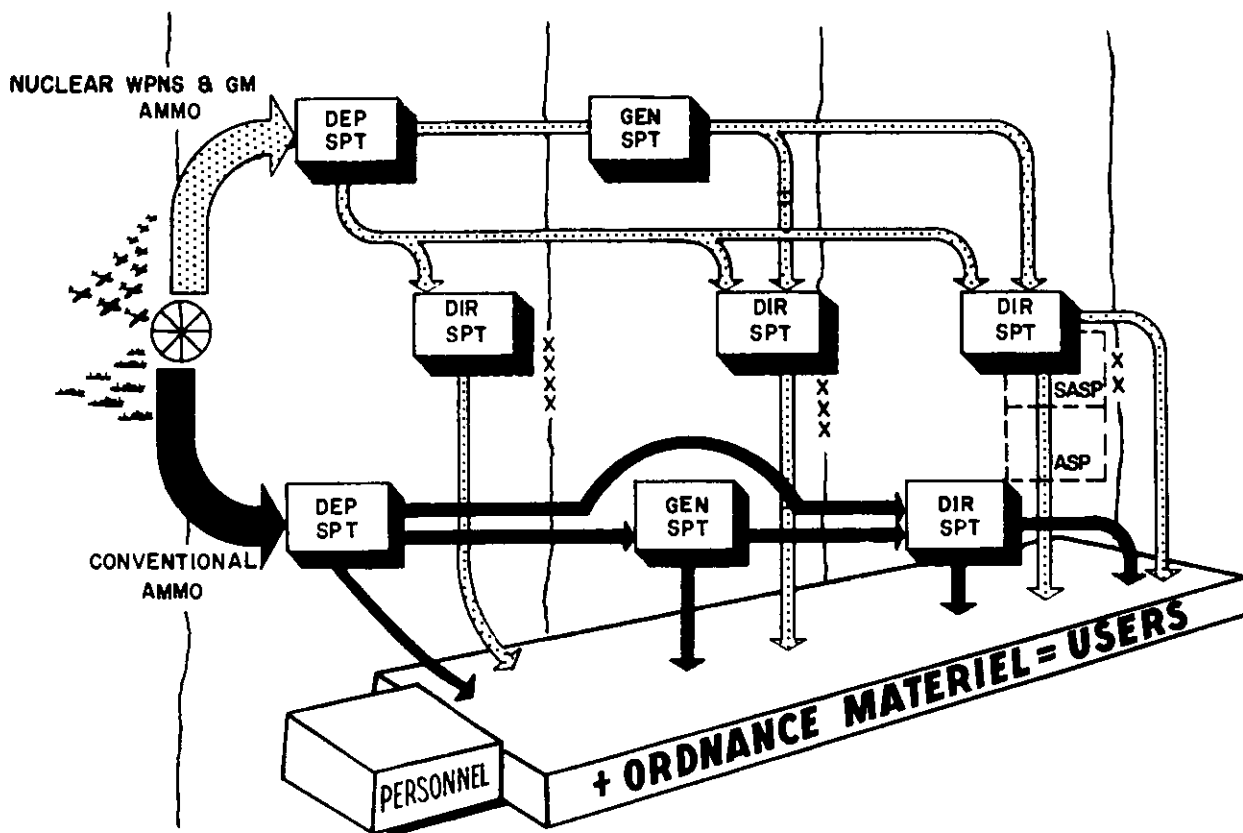 NUCLEAR WPNS & GM
AMMO
DEP
SPT
GEN
SPT
DIR
SPT
DIR
SPT
DIR
SPT
XXXX
XXX
XX
SASP
ASP
DEP
SPT
GEN
SPT
DIR
SPT
CONVENTIONAL
AMMO
PERSONNEL
+ ORDNANCE MATERIEL = USERS